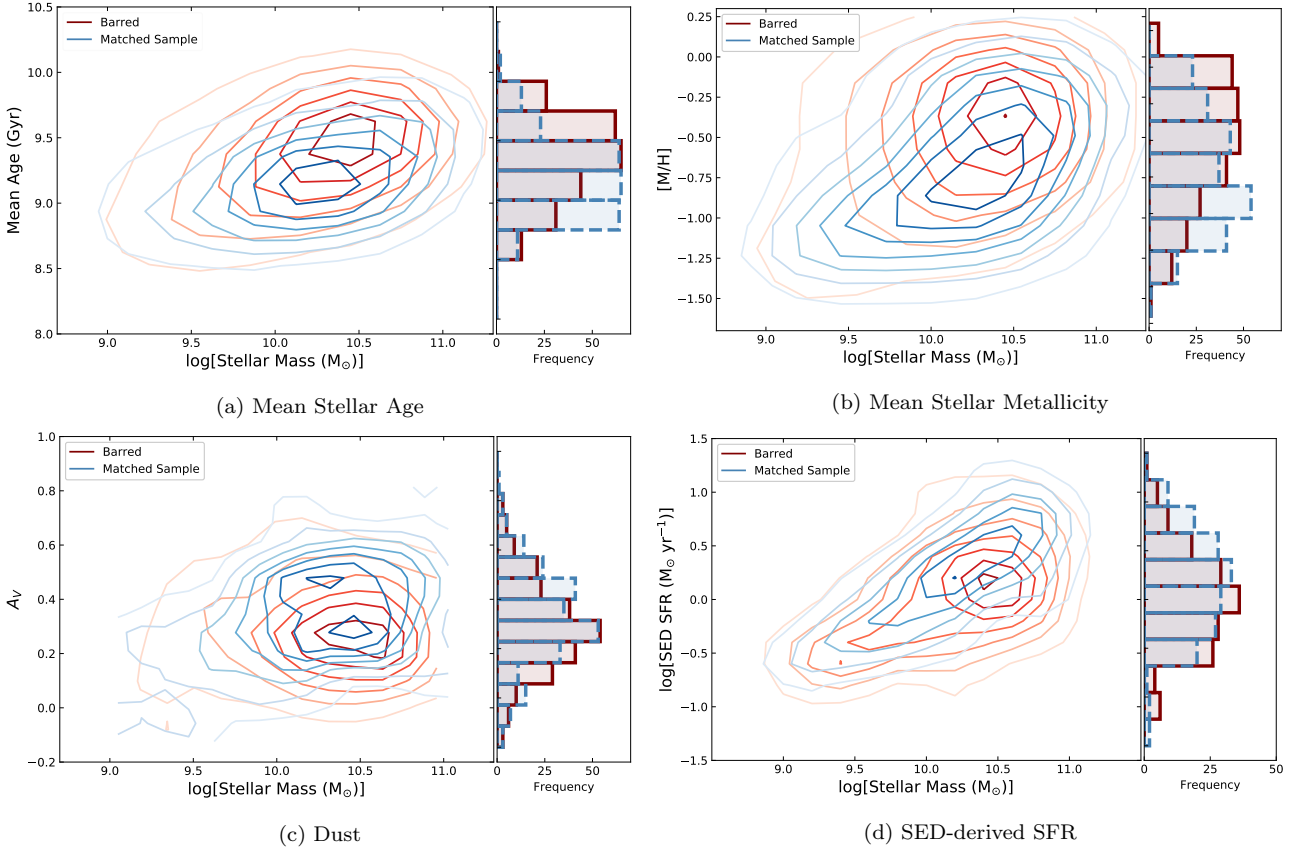 Barred
Matched Sample
Mean Age (Gyr)
10.5
10.0
9.5
9.0
8.5
8.0
9.0 9.5 10.0 10.5 11.0
0 25 50
log[Stellar Mass (M⊙)]
Frequency
(a) Mean Stellar Age
Barred
Matched Sample
[M/H]
0.00
−0.25
−0.50
−0.75
−1.00
−1.25
−1.50
9.0 9.5 10.0 10.5 11.0
0 25 50
log[Stellar Mass (M⊙)]
Frequency
(b) Mean Stellar Metallicity
Barred
Matched Sample
A_V
1.0
0.8
0.6
0.4
0.2
0.0
−0.2
9.0 9.5 10.0 10.5 11.0
0 25 50
log[Stellar Mass (M⊙)]
Frequency
(c) Dust
Barred
Matched Sample
log[SED SFR (M⊙ yr⁻¹)]
1.5
1.0
0.5
0.0
−0.5
−1.0
−1.5
9.0 9.5 10.0 10.5 11.0
0 25 50
log[Stellar Mass (M⊙)]
Frequency
(d) SED-derived SFR